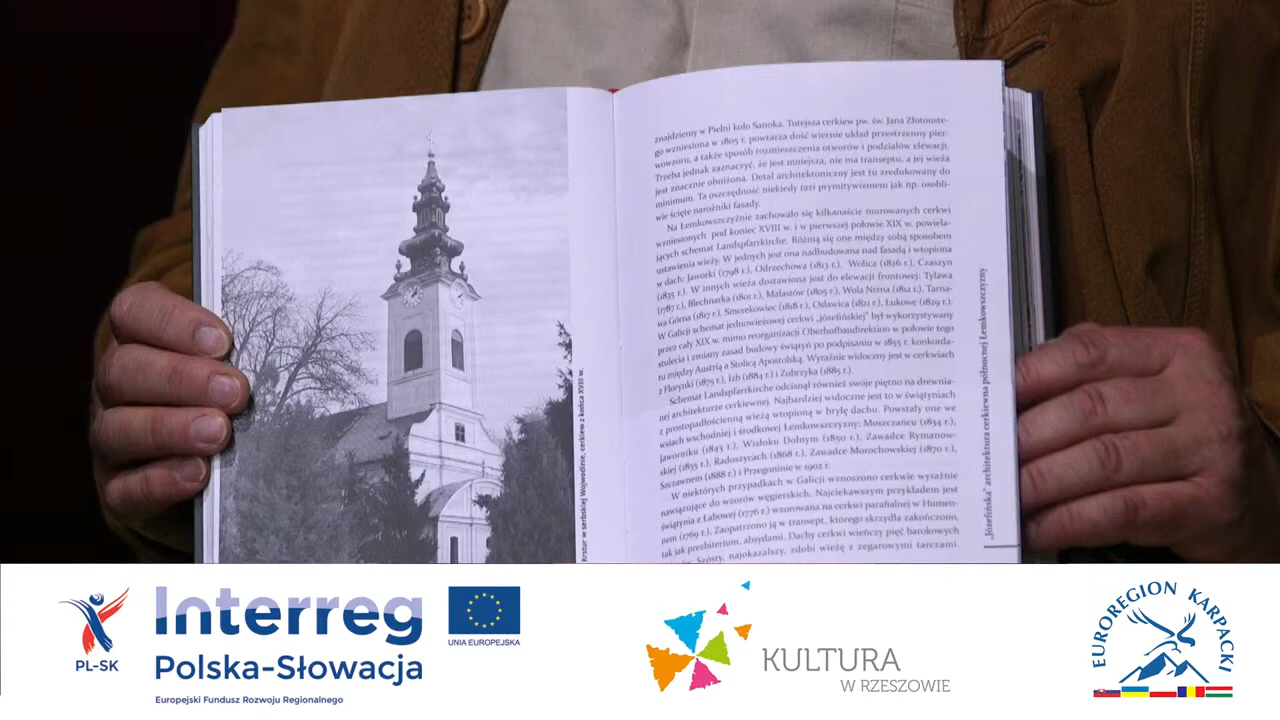 Krstur w serbskiej Wojwodinie, cerkiew z końca XVIII w.
znajdziemy w Pielni koło Sanoka. Tutejsza cerkiew pw. św. Jana Złotouste-
go wzniesiona w 1805 r. powtarza dość wiernie układ przestrzenny pier-
wowzoru, a także sposób rozmieszczenia otworów i podziałów elewacji.
Trzeba jednak zaznaczyć, że jest mniejsza, nie ma transeptu, a jej wieża
jest znacznie obniżona. Detal architektoniczny jest tu zredukowany do
minimum. Ta oszczędność niekiedy razi prymitywizmem jak np. osobli-
wie ścięte narożniki fasady.
Na Łemkowszczyźnie zachowało się kilkanaście murowanych cerkwi
wzniesionych pod koniec XVIII w. i w pierwszej połowie XIX w. powiela-
jących schemat Landspfarrkirche. Różnią się one między sobą sposobem
ustawienia wieży. W jednych jest ona nadbudowana nad fasadą i wtopiona
w dach: Jaworki (1798 r.), Odrzechowa (1813 r.), Wolica (1826 r.), Czaszyn
(1835 r.). W innych wieża dostawiona jest do elewacji frontowej: Tylawa
(1787 r.), Blechnarka (1801 r.), Małastów (1805 r.), Wola Niżna (1812 r.), Tarna-
wa Górna (1817 r.), Smerekowiec (1818 r.), Osławica (1821 r.), Łukowe (1829 r.).
W Galicji schemat jednowieżowej cerkwi „józefińskiej” był wykorzystywany
przez cały XIX w. mimo reorganizacji Oberhofbaudirektion w połowie tego
stulecia i zmiany zasad budowy świątyń po podpisaniu w 1855 r. konkorda-
tu między Austrią a Stolicą Apostolską. Wyraźnie widoczny jest w cerkwiach
z Florynki (1875 r.), Izb (1884 r.) i Zubrzyka (1885 r.).
Schemat Landspfarkirche odcisnął również swoje piętno na drewnia-
nej architekturze cerkiewnej. Najbardziej widoczne jest to w świątyniach
z prostopadłościenną wieżą wtopioną w bryłę dachu. Powstały one we
wsiach wschodniej i środkowej Łemkowszczyzny: Moszczańcu (1834 r.),
Jaworniku (1843 r.), Wisłoku Dolnym (1850 r.), Zawadce Rymanow-
skiej (1855 r.), Radoszycach (1868 r.), Zawadce Morochowskiej (1870 r.),
Szczawnem (1888 r.) i Przegoninie w 1902 r.
W niektórych przypadkach w Galicji wznoszono cerkwie wyraźnie
nawiązujące do wzorów węgierskich. Najciekawszym przykładem jest
świątynia z Łabowej (1776 r.) wzorowana na cerkwi parafialnej w Humen-
nem (1769 r.). Zaopatrzono ją w transept, którego skrzydła zakończono,
tak jak prezbiterium, absydami. Dachy cerkwi wieńczy pięć barokowych
Szósty, najokazalszy, zdobi wieżę z zegarowymi tarczami.
„Józefińska” architektura cerkiewna północnej Łemkowszczyzny
PL-SK
Interreg
Polska-Słowacja
Europejski Fundusz Rozwoju Regionalnego
UNIA EUROPEJSKA
KULTURA
W RZESZOWIE
EUROREGION KARPACKI